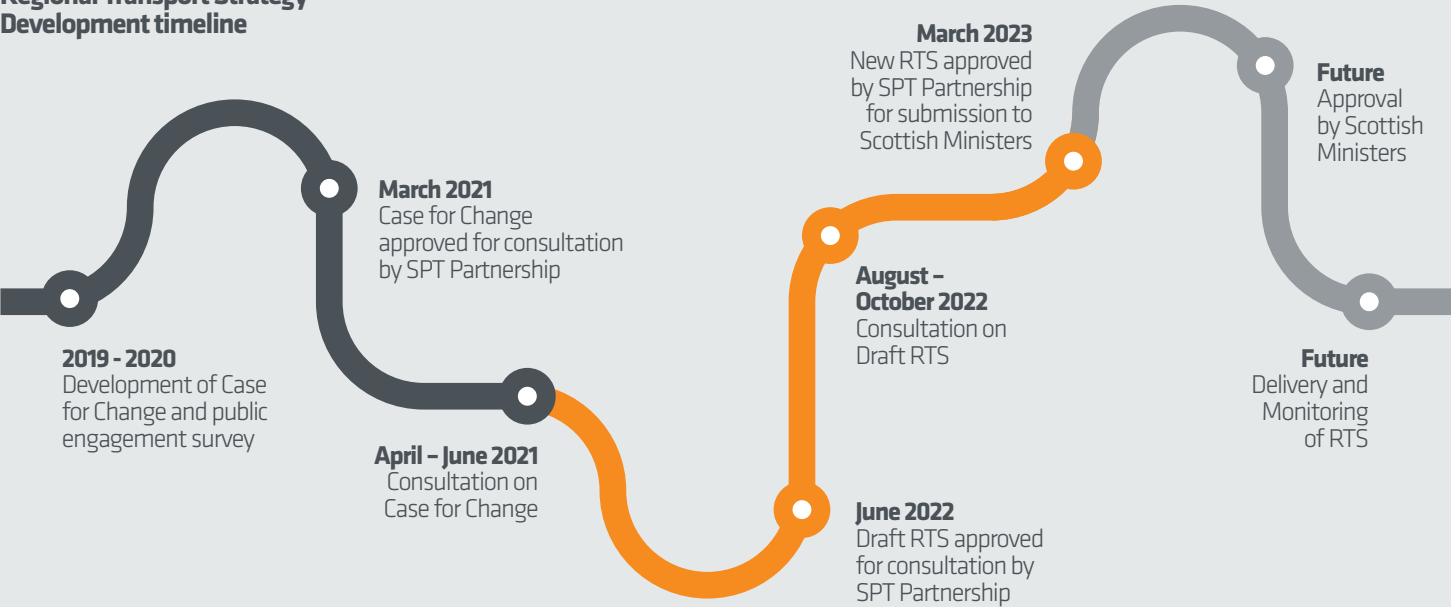 Regional Transport Strategy
Development timeline
2019 - 2020
Development of Case
for Change and public
engagement survey
March 2021
Case for Change
approved for consultation
by SPT Partnership
April – June 2021
Consultation on
Case for Change
June 2022
Draft RTS approved
for consultation by
SPT Partnership
August –
October 2022
Consultation on
Draft RTS
March 2023
New RTS approved
by SPT Partnership
for submission to
Scottish Ministers
Future
Approval
by Scottish
Ministers
Future
Delivery and
Monitoring
of RTS